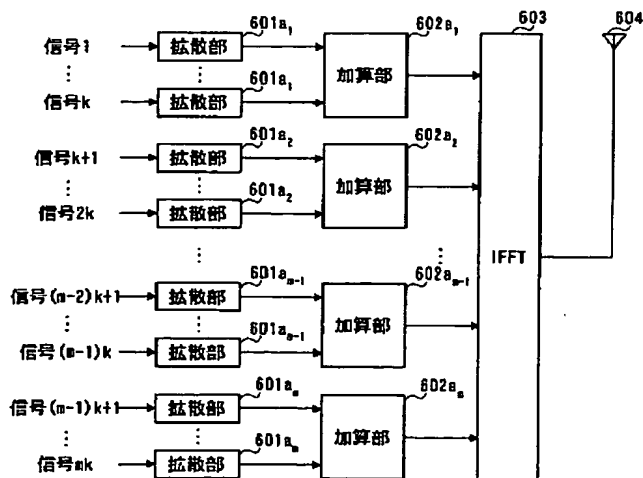 601a₁ 602a₁ 603 604
信号1 拡散部
⋮ ⋮ 601a₁ 加算部
信号k 拡散部
601a₂ 602a₂
信号k+1 拡散部
⋮ ⋮ 601a₂ 加算部
信号2k 拡散部
⋮ ⋮ IFFT
601aₘ₋₁ 602aₘ₋₁
信号(m-2)k+1 拡散部
⋮ ⋮ 601aₘ₋₁ 加算部
信号(m-1)k 拡散部
601aₘ 602aₘ
信号(m-1)k+1 拡散部
⋮ ⋮ 601aₘ 加算部
信号mk 拡散部